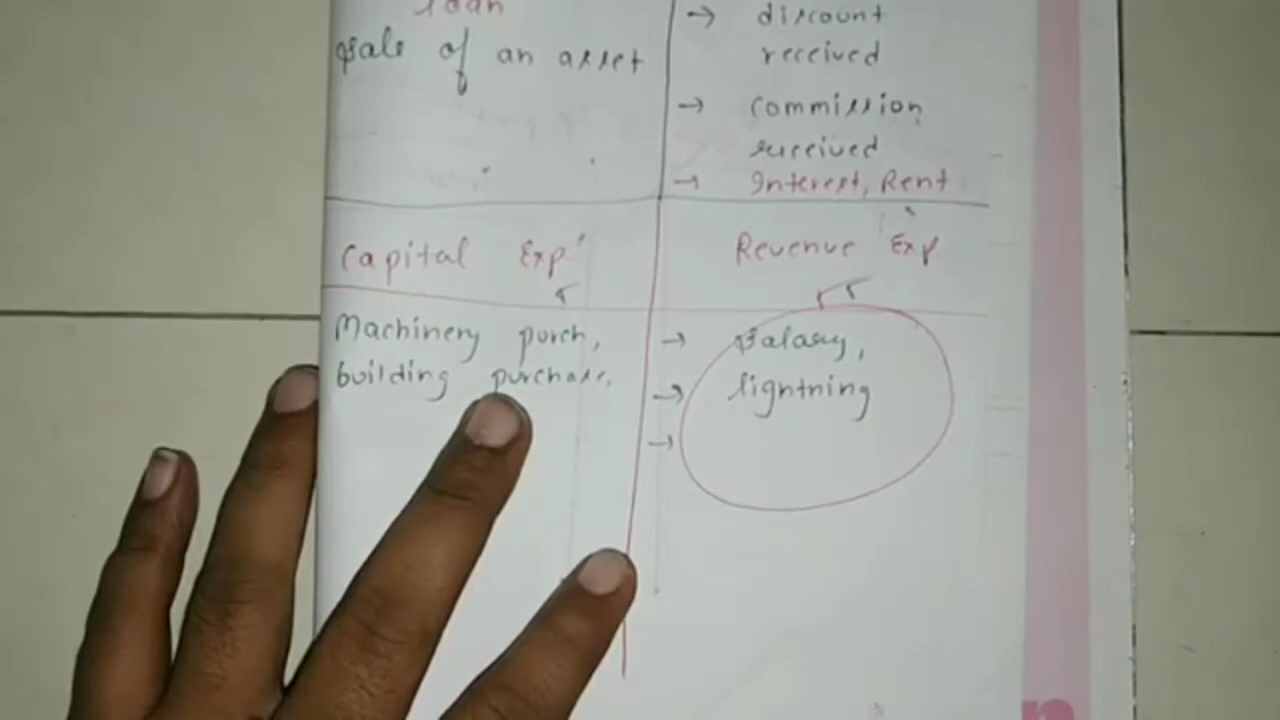 loan
Sale of an asset
→ discount
received
→ commission
received
→ Interest, Rent
Capital Exp
Revenue Exp
Machinery purch,
building purchase,
→ Salary,
→ lightning
→